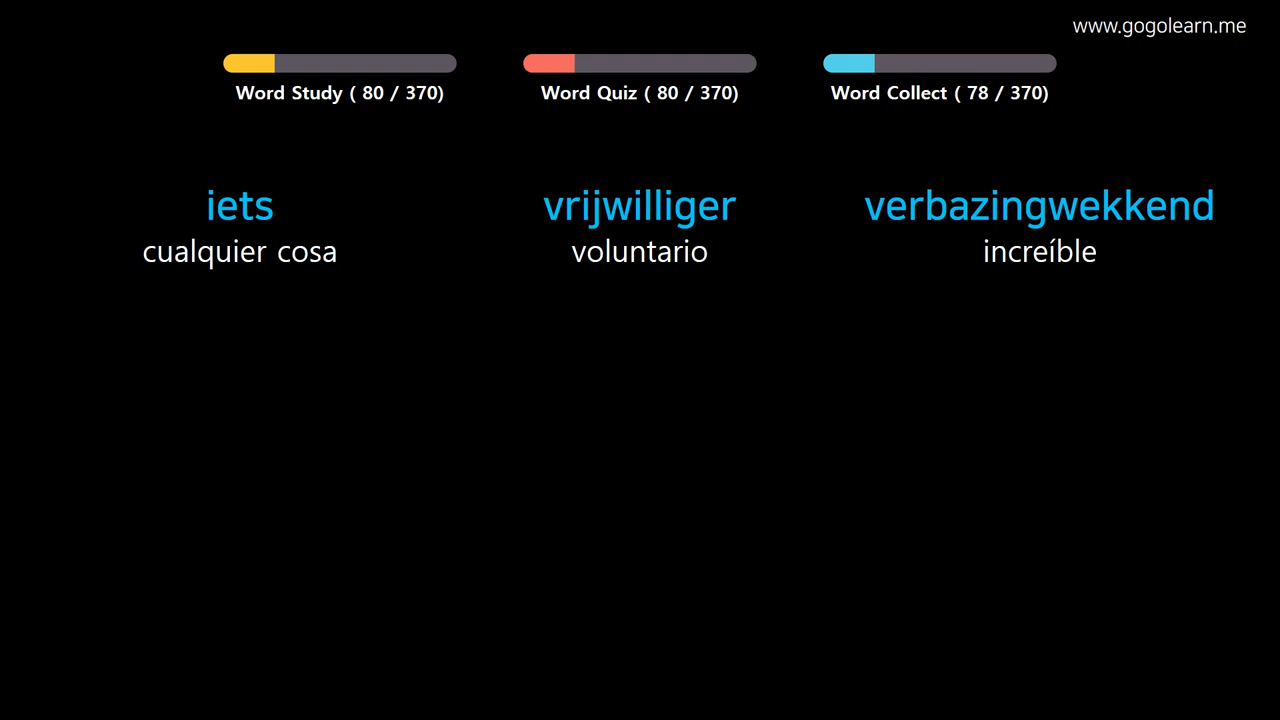 www.gogolearn.me
Word Study ( 80 / 370)
Word Quiz ( 80 / 370)
Word Collect ( 78 / 370)
iets
cualquier cosa
vrijwilliger
voluntario
verbazingwekkend
increíble